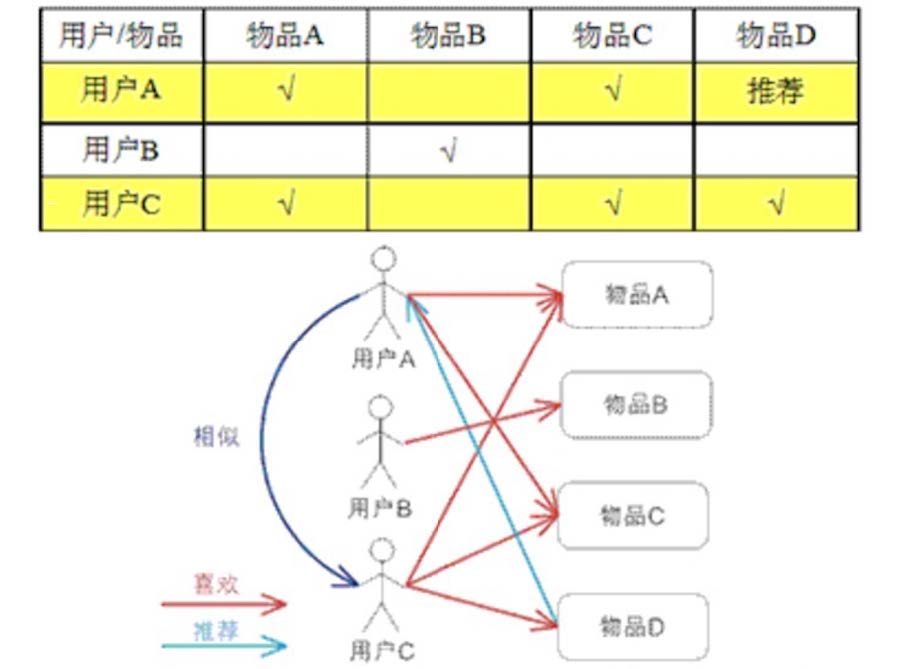 用户/物品 物品A 物品B 物品C 物品D
用户A √ √ 推荐
用户B √
用户C √ √ √
物品A
用户A
物品B
相似
用户B
物品C
喜欢
推荐
物品D
用户C